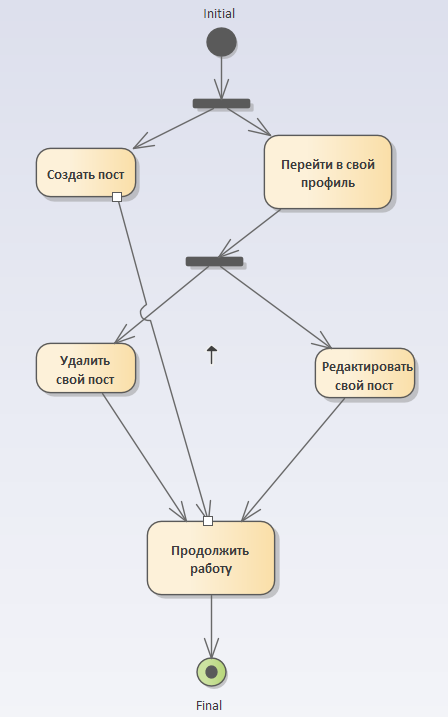 Initial
Создать пост
Перейти в свой
профиль
Удалить
свой пост
Редактировать
свой пост
Продолжить
работу
Final